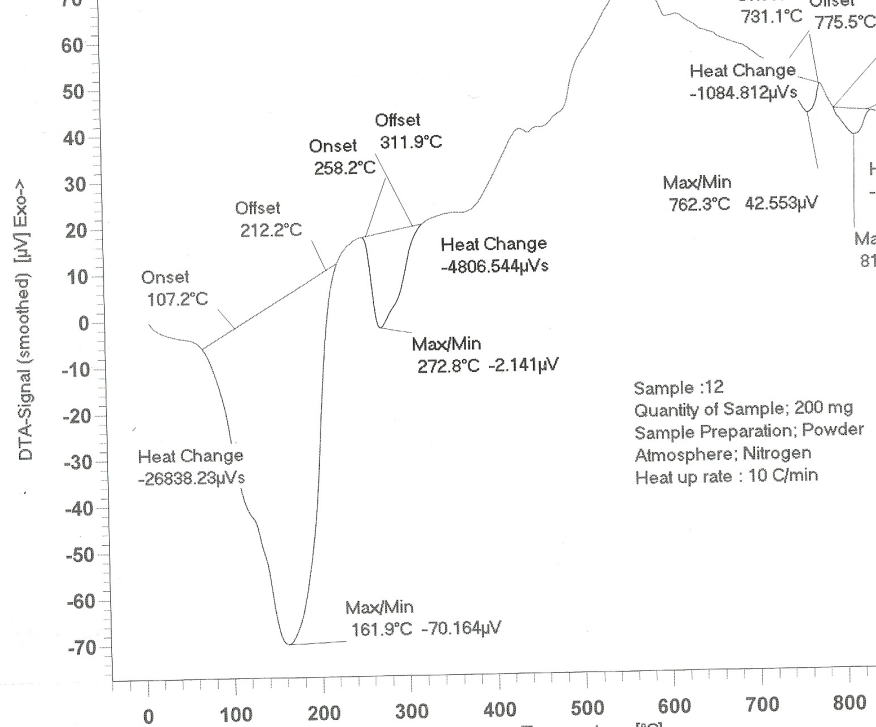 70
60
50
40
30
20
10
0
-10
-20
-30
-40
-50
-60
-70
DTA-Signal (smoothed) [µV] Exo->
Onset
107.2°C
Offset
212.2°C
Onset
258.2°C
Offset
311.9°C
Heat Change
-4806.544µVs
Max/Min
272.8°C -2.141µV
Heat Change
-26838.23µVs
Max/Min
161.9°C -70.164µV
731.1°C
Offset
775.5°C
Heat Change
-1084.812µVs
Max/Min
762.3°C 42.553µV
Sample :12
Quantity of Sample; 200 mg
Sample Preparation; Powder
Atmosphere; Nitrogen
Heat up rate : 10 C/min
0 100 200 300 400 500 600 700 800